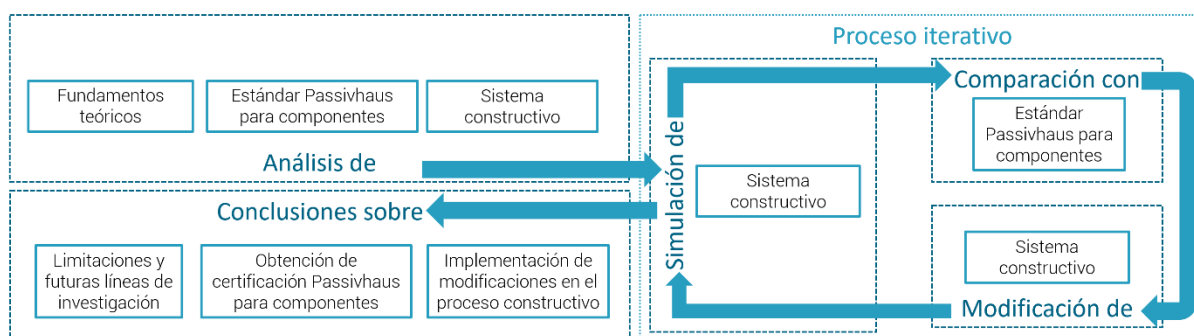 Fundamentos
teóricos
Estándar Passivhaus
para componentes
Sistema
constructivo
Análisis de
Conclusiones sobre
Limitaciones y
futuras líneas de
investigación
Obtención de
certificación Passivhaus
para componentes
Implementación de
modificaciones en el
proceso constructivo
Proceso iterativo
Simulación de
Sistema
constructivo
Comparación con
Estándar
Passivhaus para
componentes
Sistema
constructivo
Modificación de